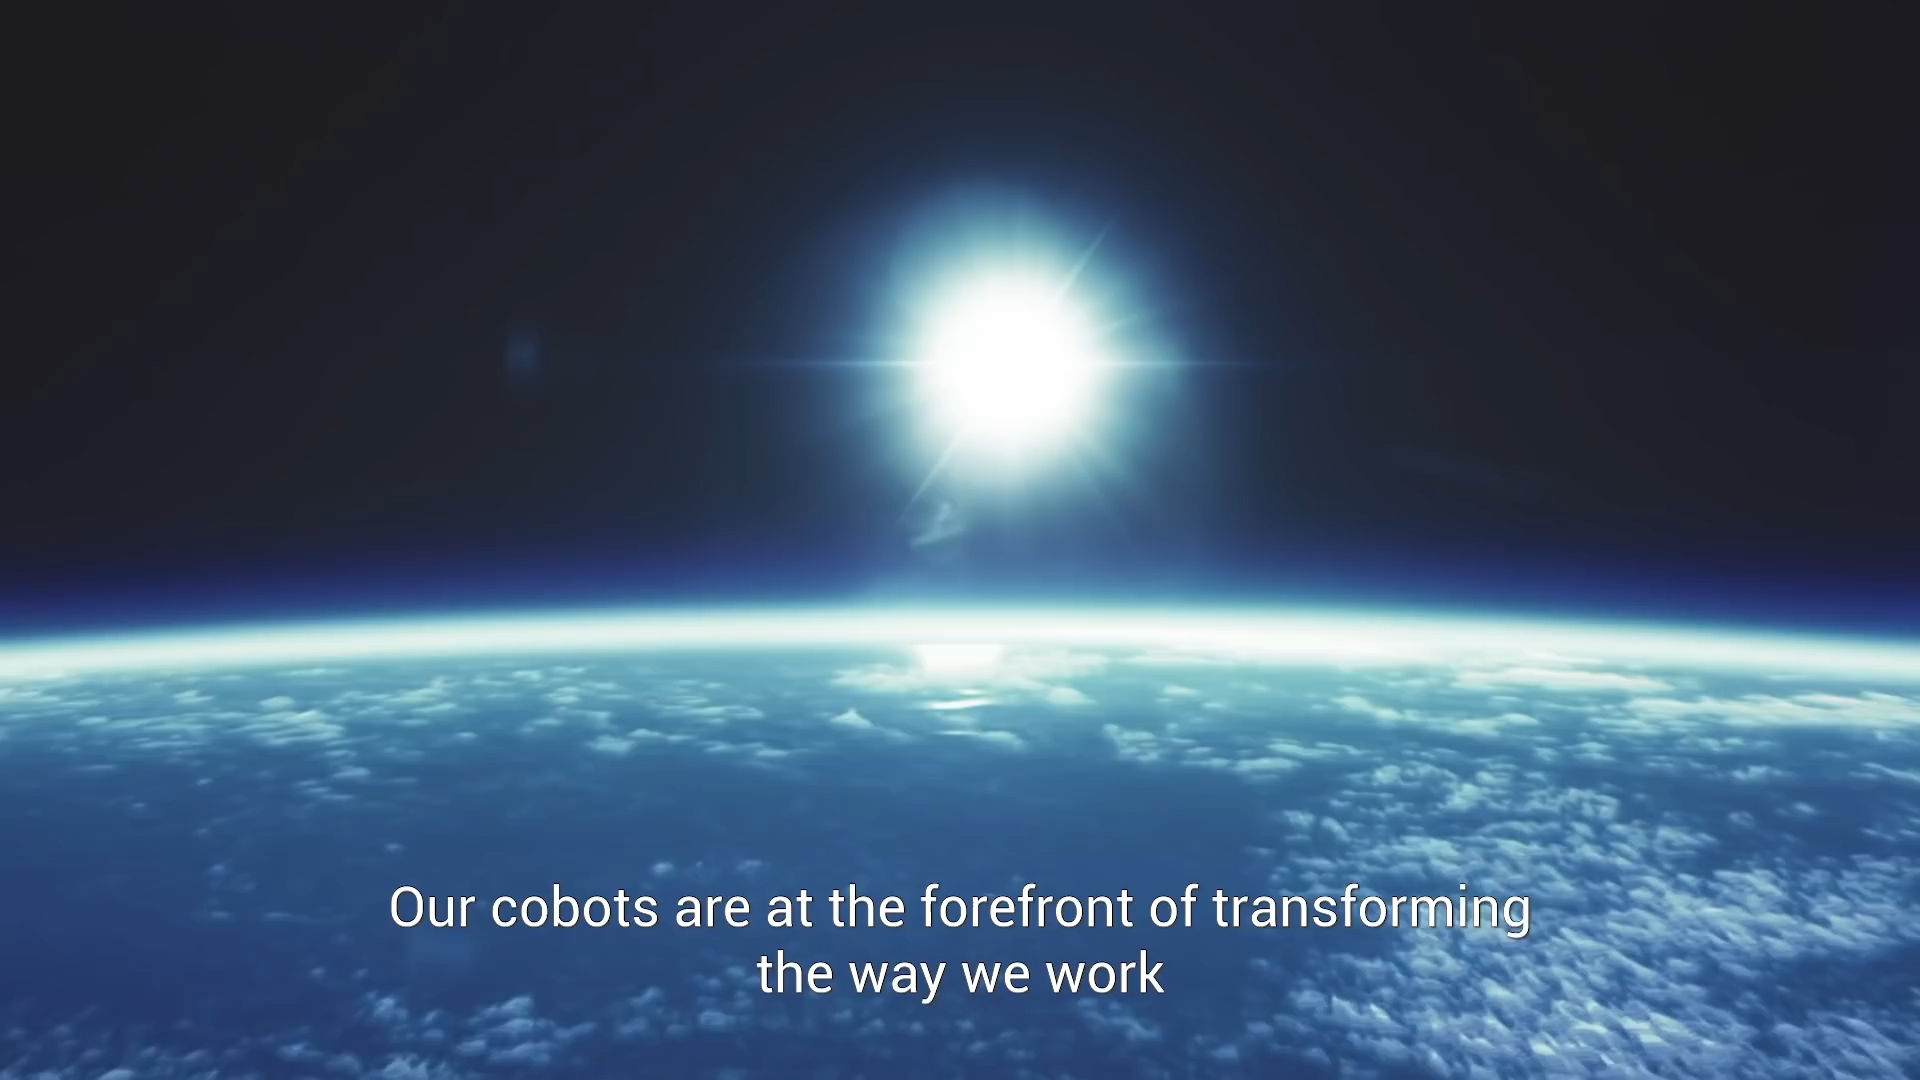 Our cobots are at the forefront of transforming
the way we work